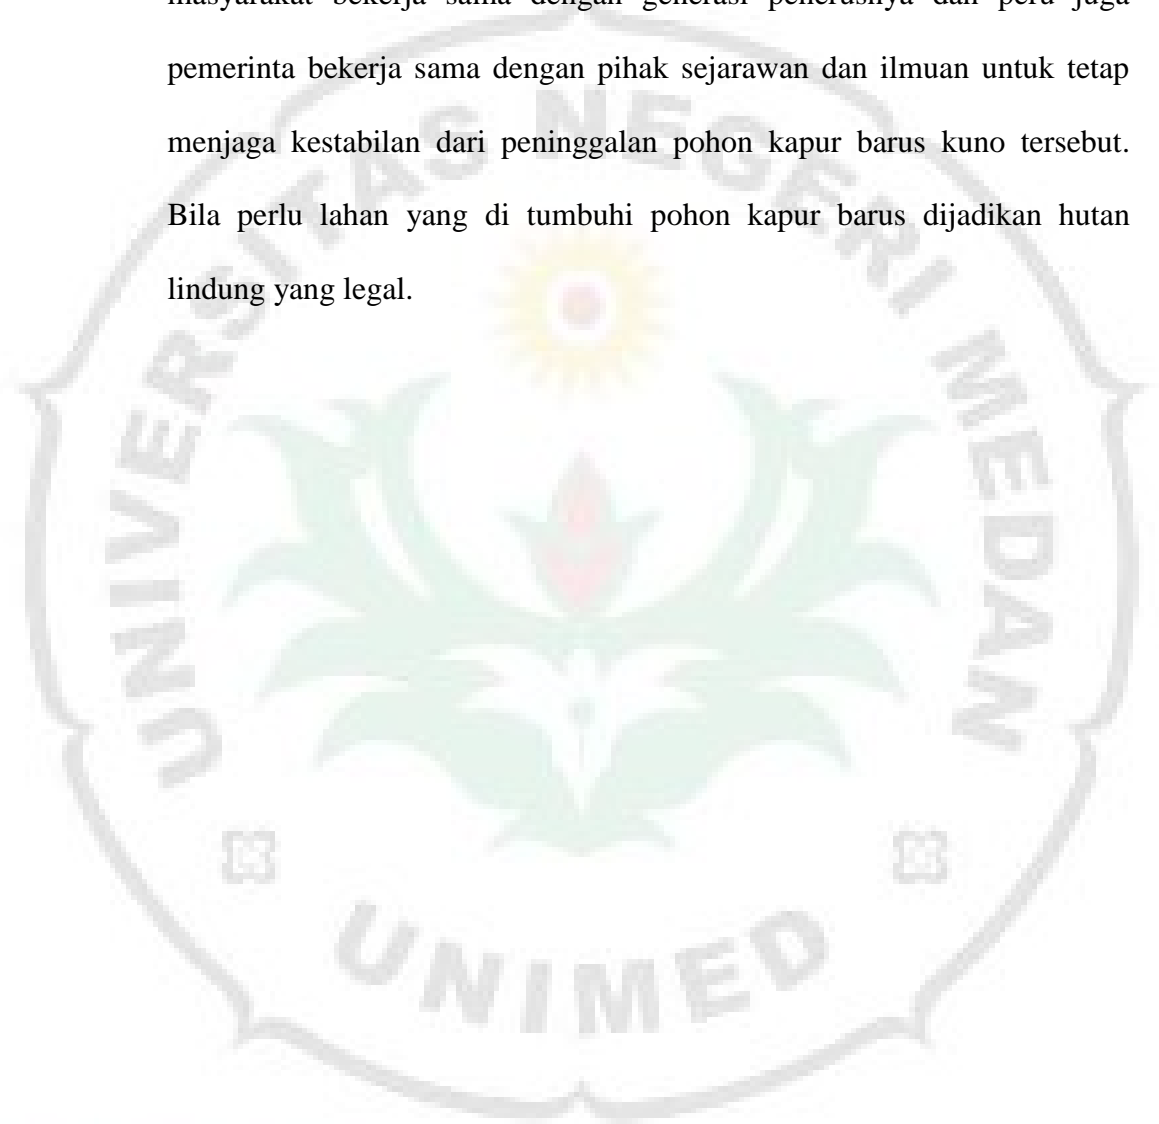 masyarakat bekerja sama dengan generasi penerusnya dan perlu juga
pemerinta bekerja sama dengan pihak sejarawan dan ilmuan untuk tetap
menjaga kestabilan dari peninggalan pohon kapur barus kuno tersebut.
Bila perlu lahan yang di tumbuhi pohon kapur barus dijadikan hutan
lindung yang legal.
UNIVERSITAS NEGERI MEDAN
UNIMED